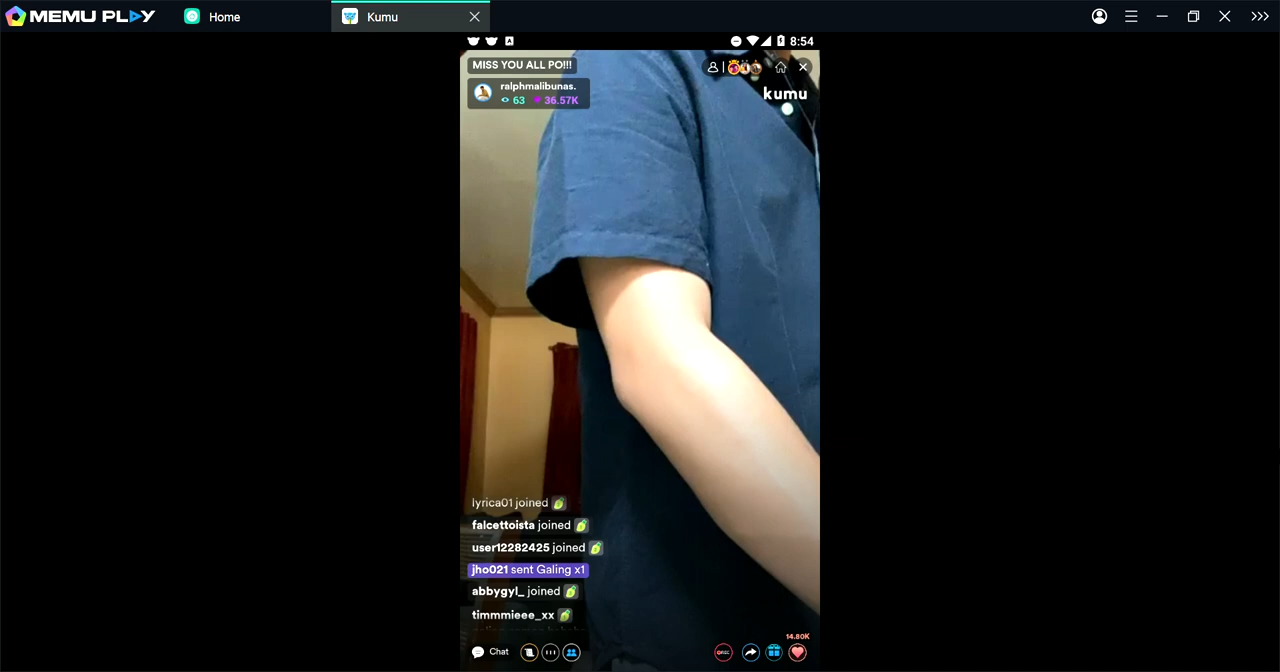 MEMU PLAY
Home
Kumu
8:54
MISS YOU ALL PO!!!
ralphmalibunas.
63
36.57K
kumu
lyrica01 joined
falcettoista joined
user12282425 joined
jho021 sent Galing x1
abbygyl_ joined
timmmieee_xx
Chat
REC
14.80K